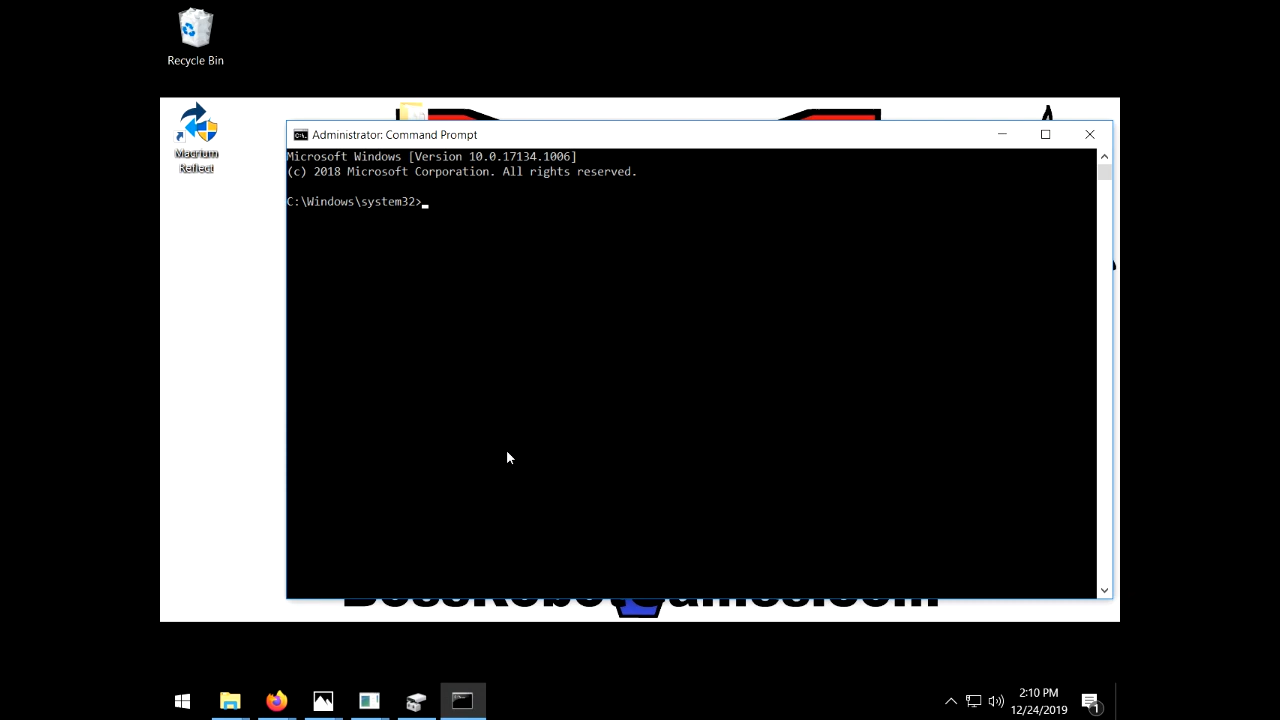 Recycle Bin
Macrium
Reflect
Administrator: Command Prompt
Microsoft Windows [Version 10.0.17134.1006]
(c) 2018 Microsoft Corporation. All rights reserved.
C:\Windows\system32>
2:10 PM
12/24/2019
1